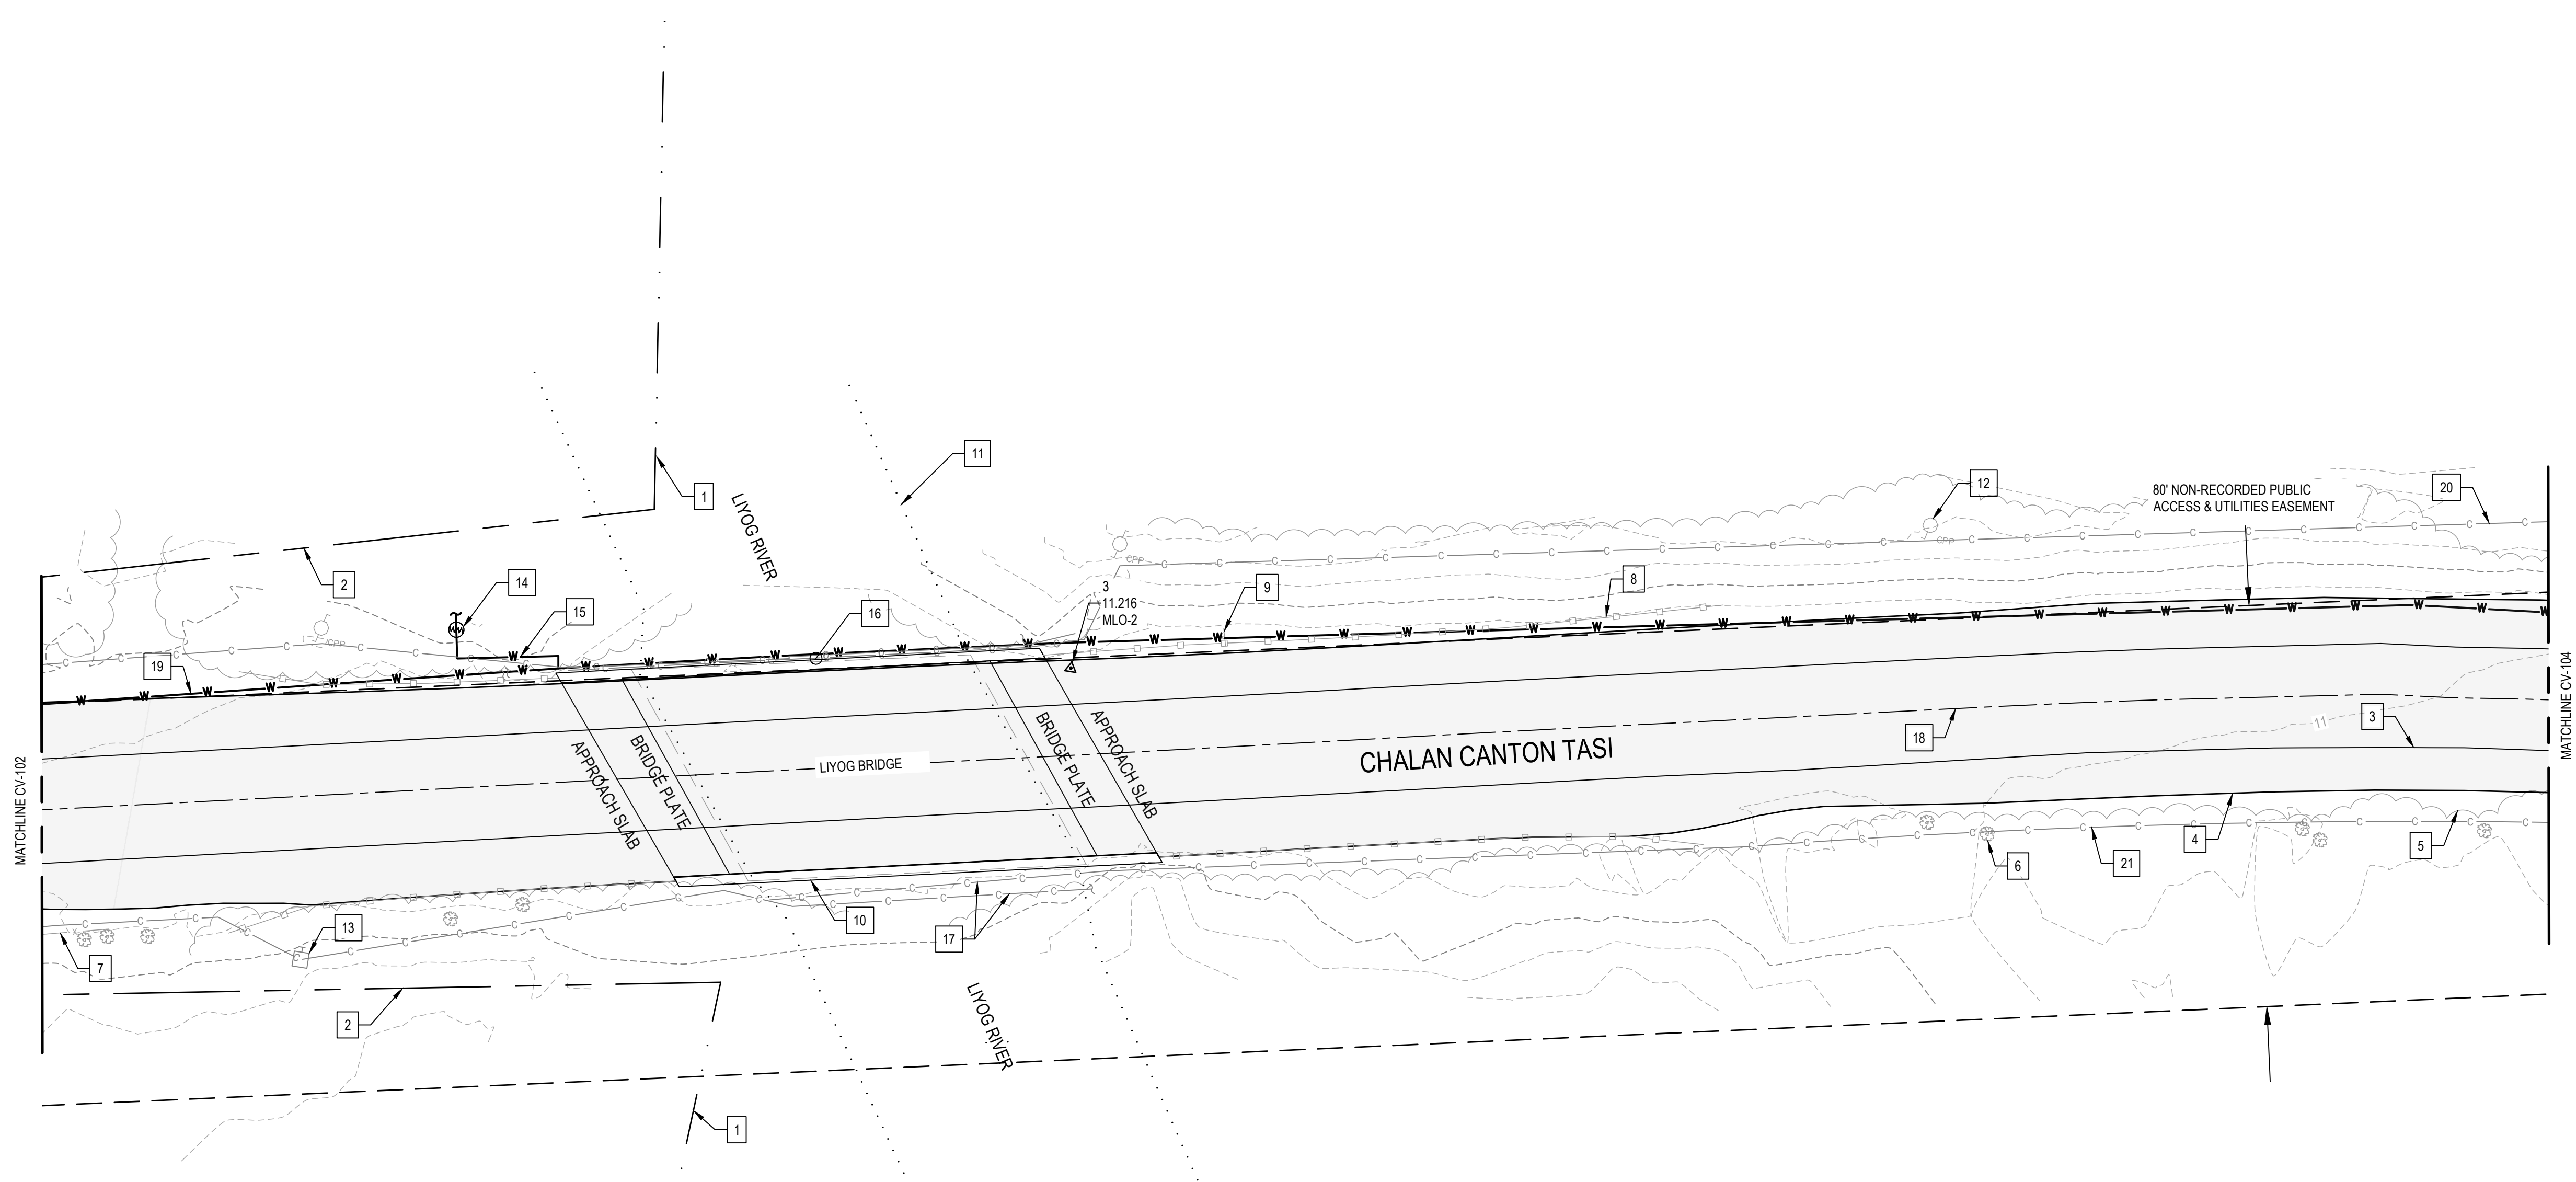 11
1
12
20
80' NON-RECORDED PUBLIC
ACCESS & UTILITIES EASEMENT
LIYOG RIVER
2
14
15
16
3
11.216
MLO-2
9
8
CPP
CPP
CPP
19
18
3
11
MATCHLINE CV-102
MATCHLINE CV-104
APPROACH SLAB
BRIDGE PLATE
LIYOG BRIDGE
BRIDGE PLATE
APPROACH SLAB
CHALAN CANTON TASI
4
5
6
21
7
13
10
17
2
LIYOG RIVER
1